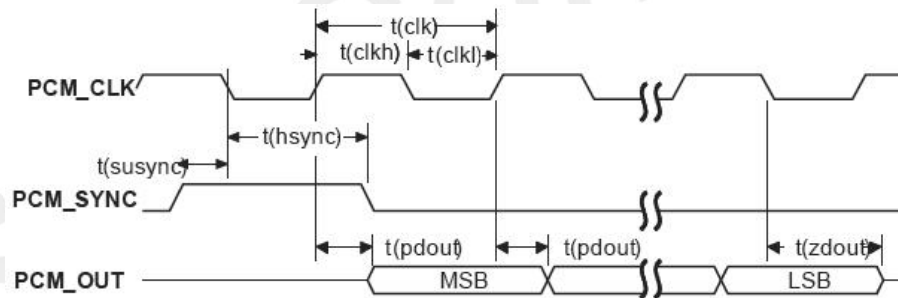 t(clk)
t(clkh)
t(clkl)
PCM_CLK
t(hsync)
t(susync)
PCM_SYNC
t(pdout)
t(pdout)
t(zdout)
PCM_OUT
MSB
LSB